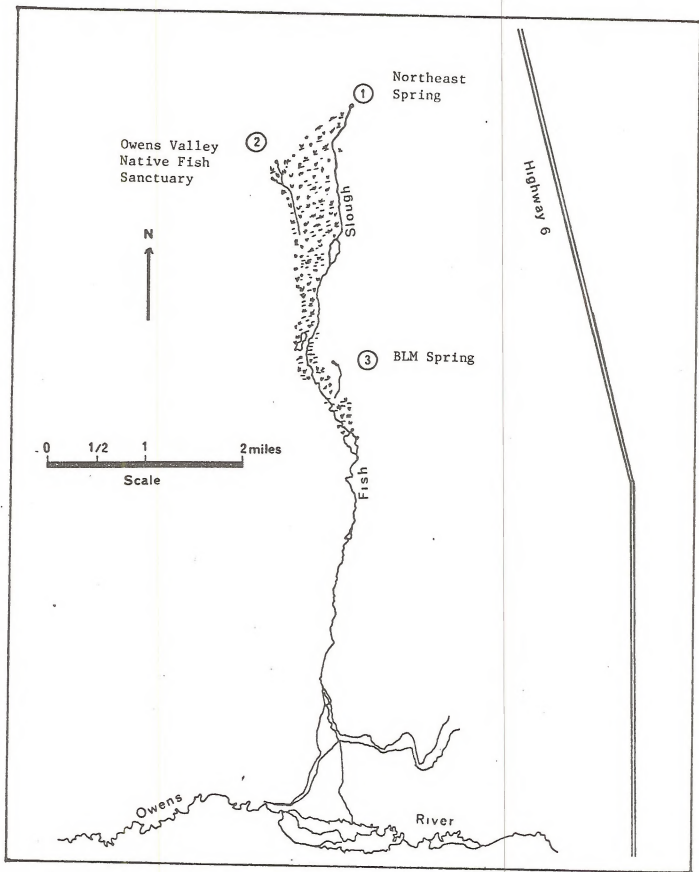 1
Northeast
Spring
2
Owens Valley
Native Fish
Sanctuary
Highway 6
Slough
N
3
BLM Spring
0 1/2 1 2 miles
Scale
Fish
Owens
River